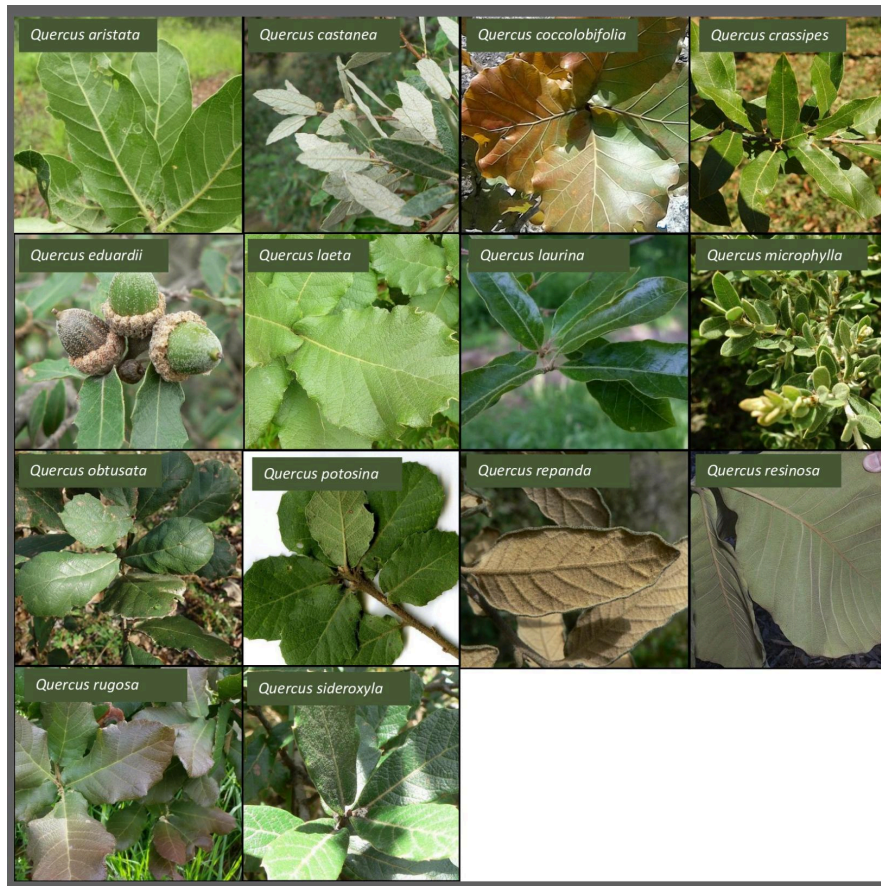 Quercus aristata
Quercus castanea
Quercus coccolobifolia
Quercus crassipes
Quercus eduardii
Quercus laeta
Quercus laurina
Quercus microphylla
Quercus obtusata
Quercus potosina
Quercus repanda
Quercus resinosa
Quercus rugosa
Quercus sideroxyla